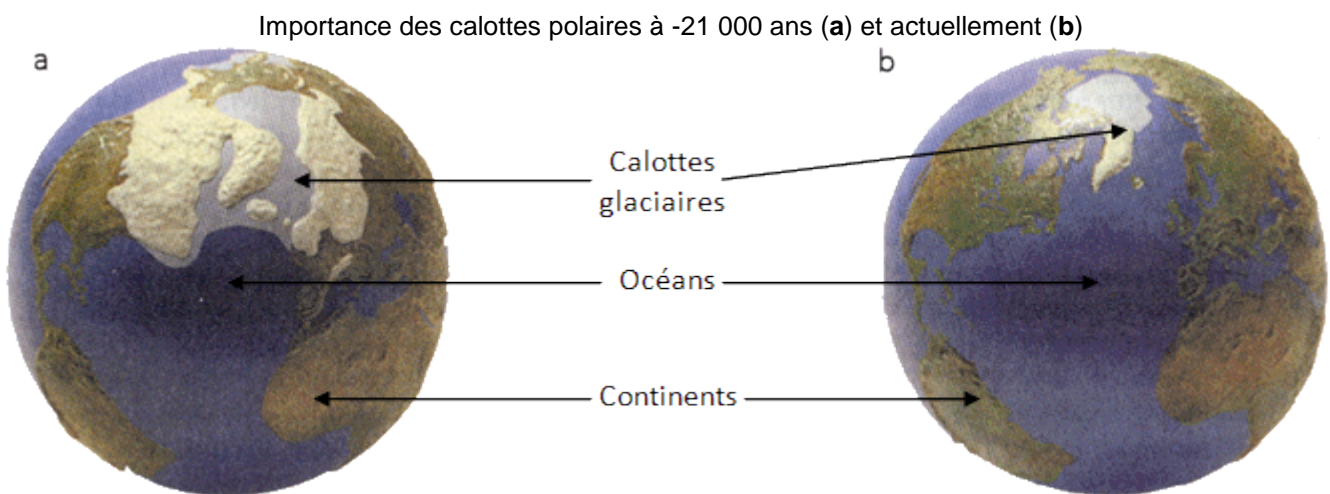 Importance des calottes polaires à -21 000 ans (a) et actuellement (b)
a
b
Calottes
glaciaires
Océans
Continents